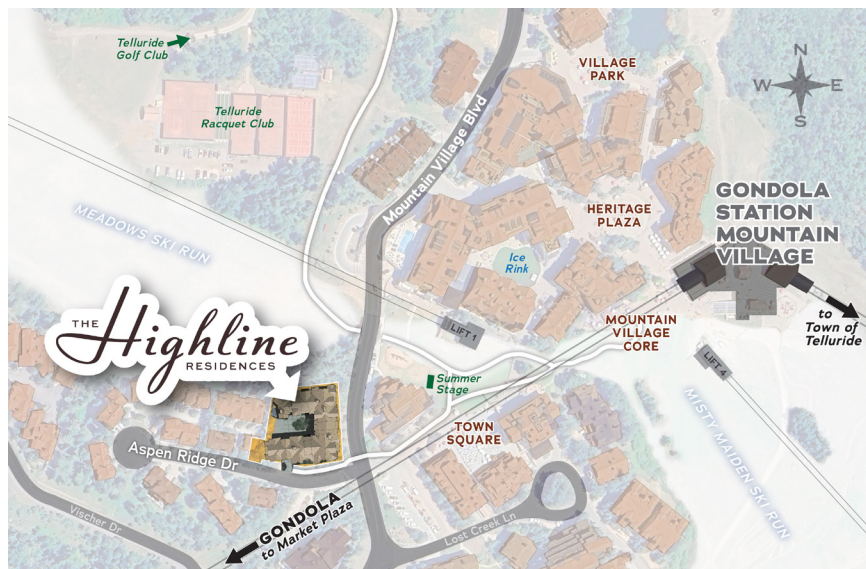 Telluride
Golf Club
Telluride
Racquet Club
VILLAGE
PARK
N
W
E
S
Mountain Village Blvd
HERITAGE
PLAZA
GONDOLA
STATION
MOUNTAIN
VILLAGE
MEADOWS SKI RUN
Ice
Rink
to
Town of
Telluride
THE
Highline
RESIDENCES
LIFT 1
MOUNTAIN
VILLAGE
CORE
LIFT 4
Summer
Stage
MISTY MAIDEN SKI RUN
TOWN
SQUARE
Aspen Ridge Dr
GONDOLA
to Market Plaza
Vischer Dr
Lost Creek Ln